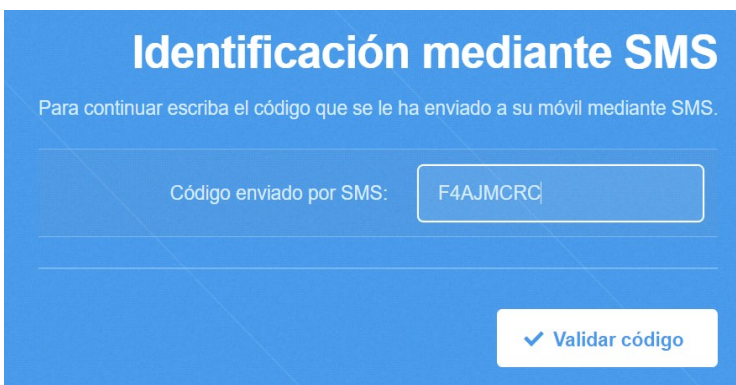 Identificación mediante SMS
Para continuar escriba el código que se le ha enviado a su móvil mediante SMS.
Código enviado por SMS: F4AJMCRC
Validar código